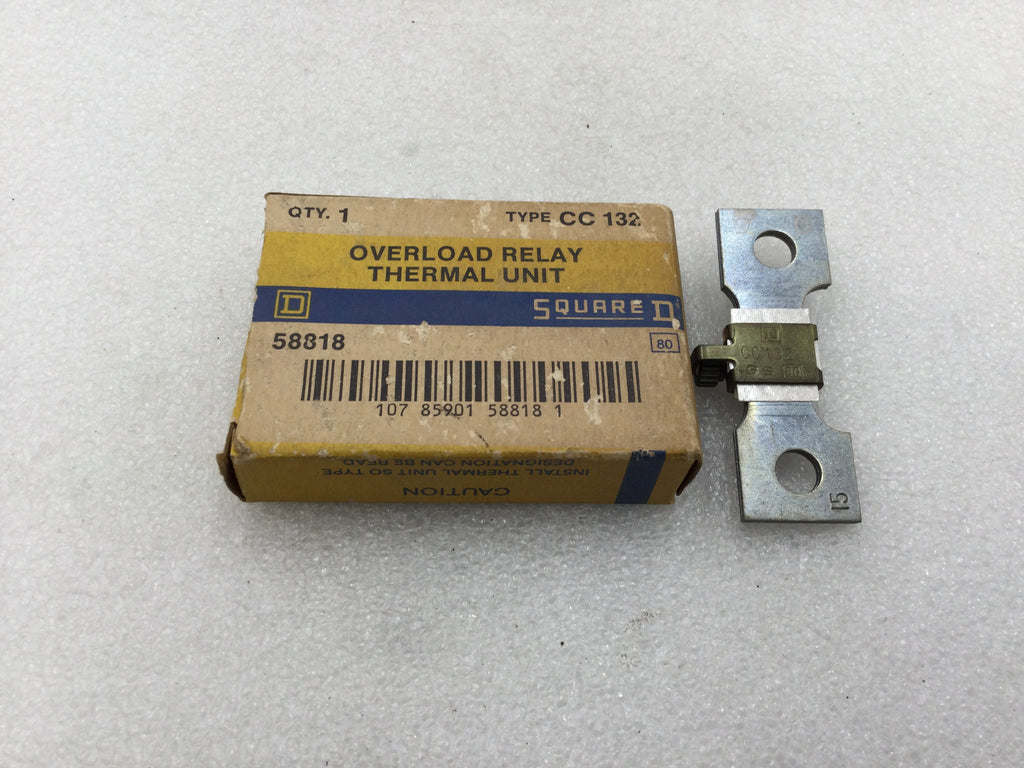 QTY. 1 TYPE CC 132
OVERLOAD RELAY
THERMAL UNIT
D SQUARE D
58818 80
107 85901 58818 1
CAUTION
INSTALL THERMAL UNIT SO TYPE
DESIGNATION CAN BE READ.
D
CC132
80
15